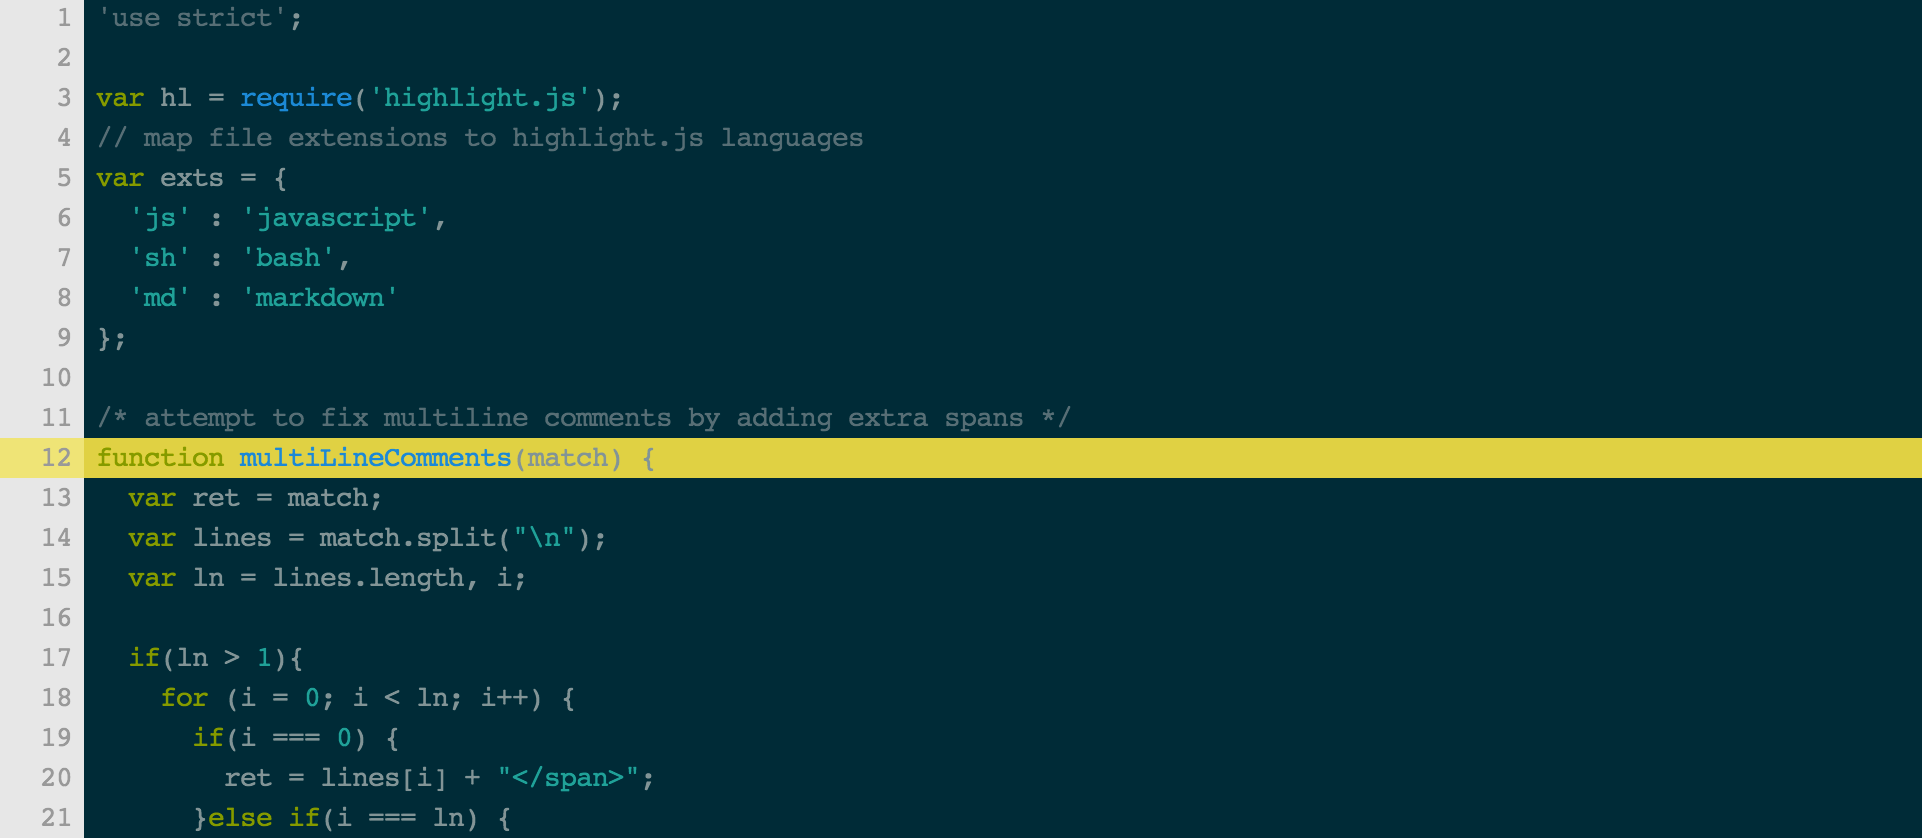 1 'use strict';
2
3 var hl = require('highlight.js');
4 // map file extensions to highlight.js languages
5 var exts = {
6   'js' : 'javascript',
7   'sh' : 'bash',
8   'md' : 'markdown'
9 };
10
11 /* attempt to fix multiline comments by adding extra spans */
12 function multiLineComments(match) {
13   var ret = match;
14   var lines = match.split("\n");
15   var ln = lines.length, i;
16
17   if(ln > 1){
18     for (i = 0; i < ln; i++) {
19       if(i === 0) {
20         ret = lines[i] + "</span>";
21       }else if(i === ln) {